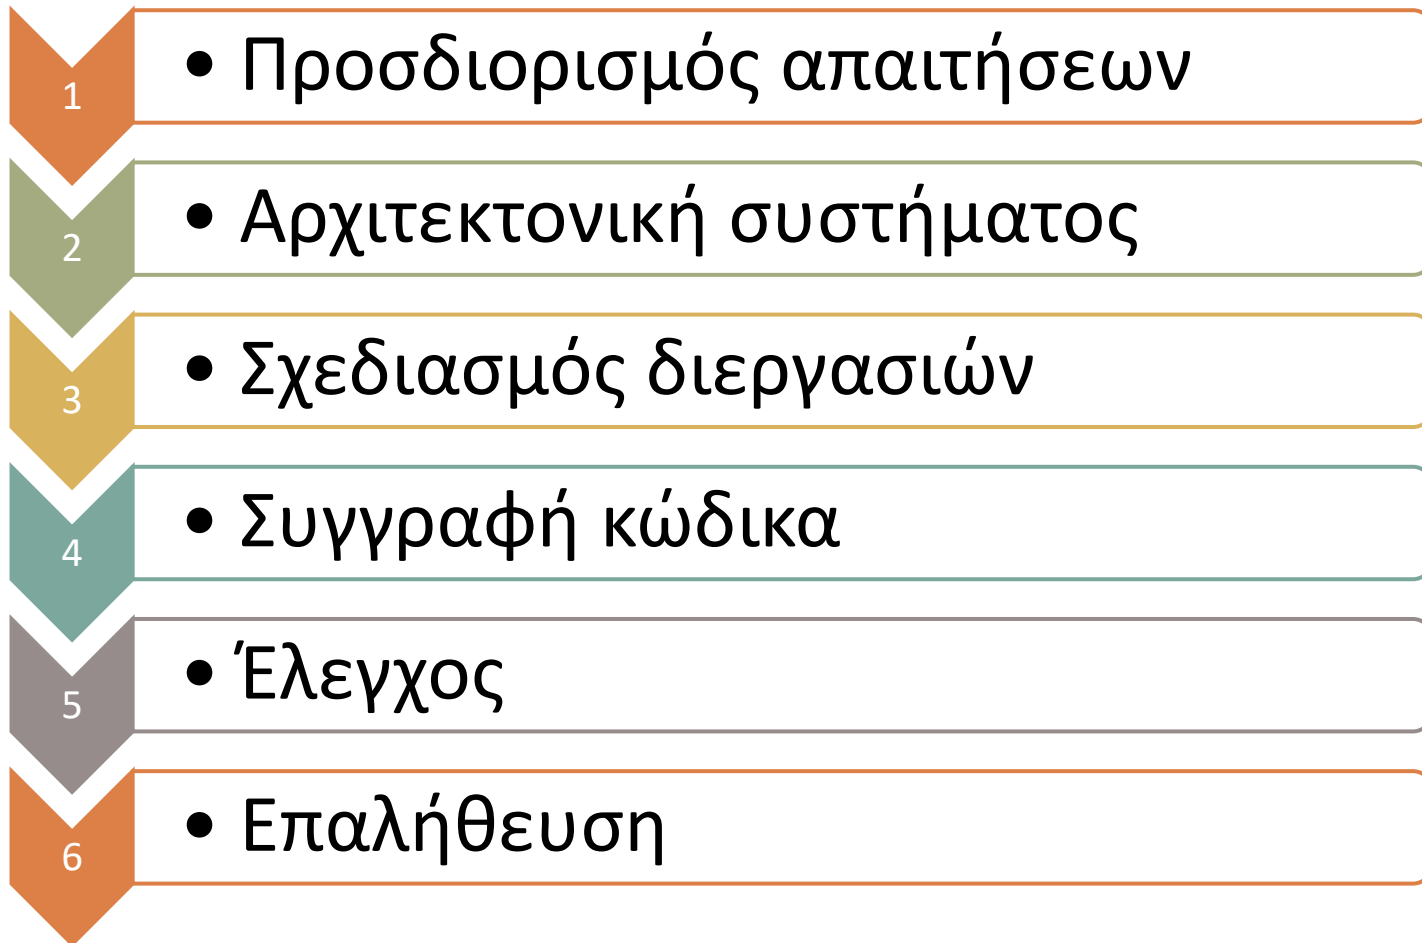 1
• Προσδιορισμός απαιτήσεων
2
• Αρχιτεκτονική συστήματος
3
• Σχεδιασμός διεργασιών
4
• Συγγραφή κώδικα
5
• Έλεγχος
6
• Επαλήθευση